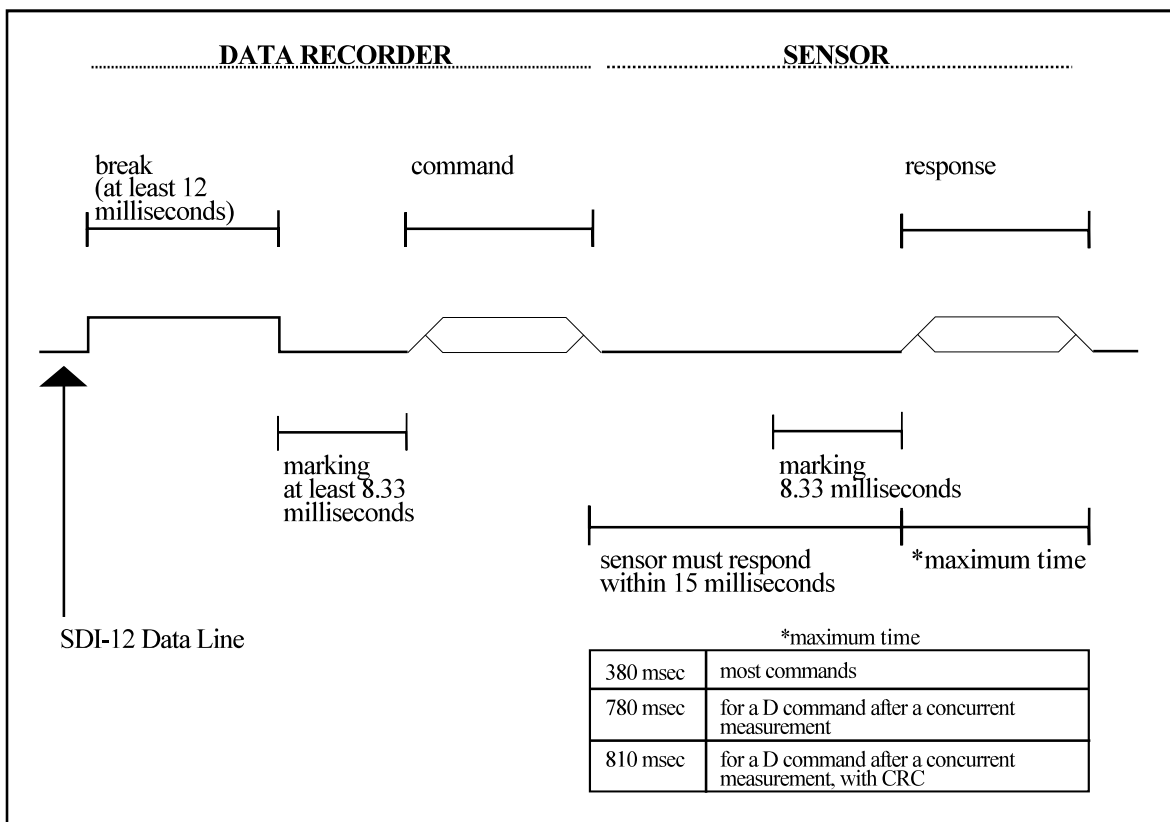 DATA RECORDER
SENSOR
break
(at least 12
milliseconds)
command
response
marking
at least 8.33
milliseconds
marking
8.33 milliseconds
sensor must respond
within 15 milliseconds
*maximum time
SDI-12 Data Line
*maximum time
380 msec most commands
780 msec for a D command after a concurrent
measurement
810 msec for a D command after a concurrent
measurement, with CRC